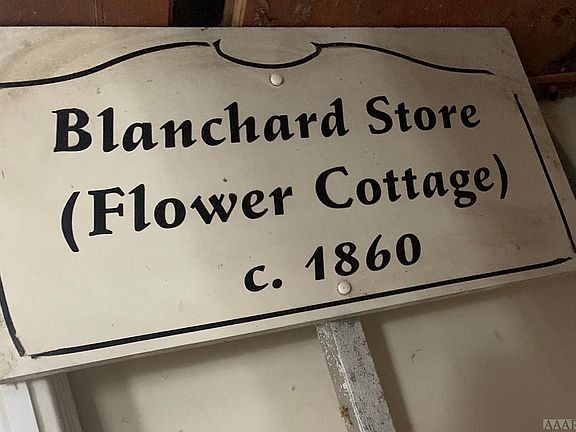 Blanchard Store
(Flower Cottage)
c. 1860